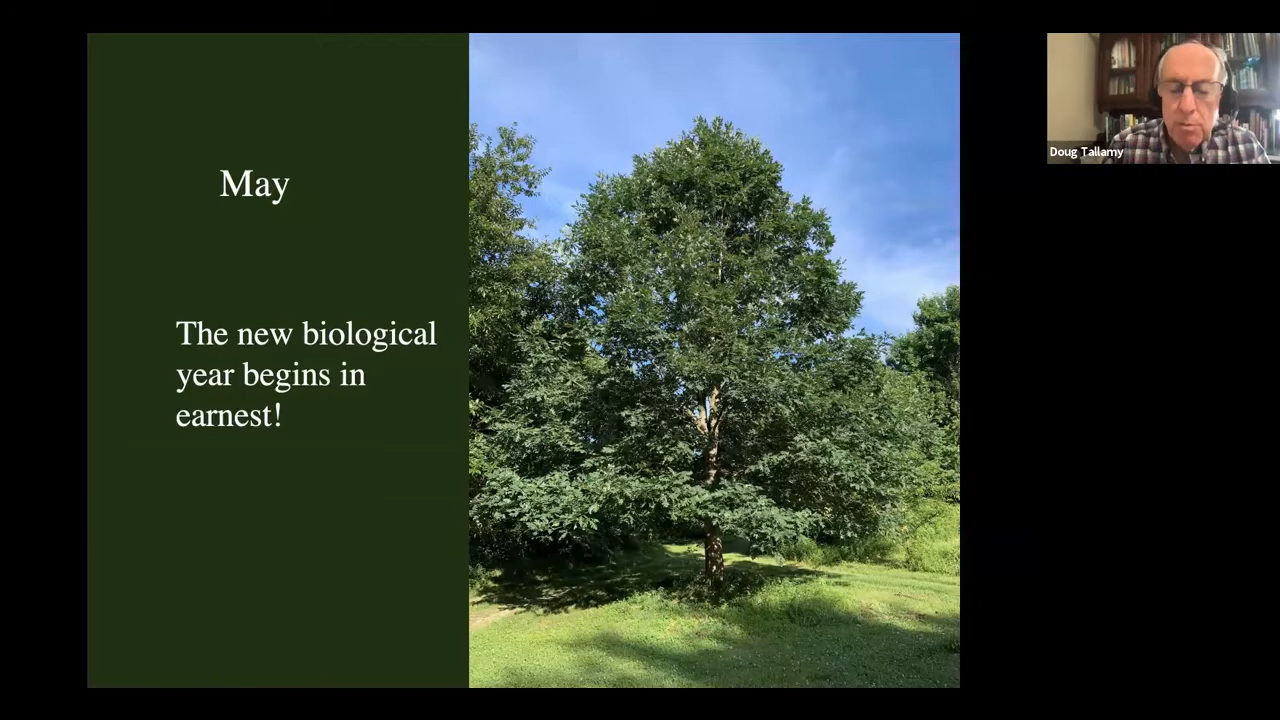 May
The new biological
year begins in
earnest!
Doug Tallamy